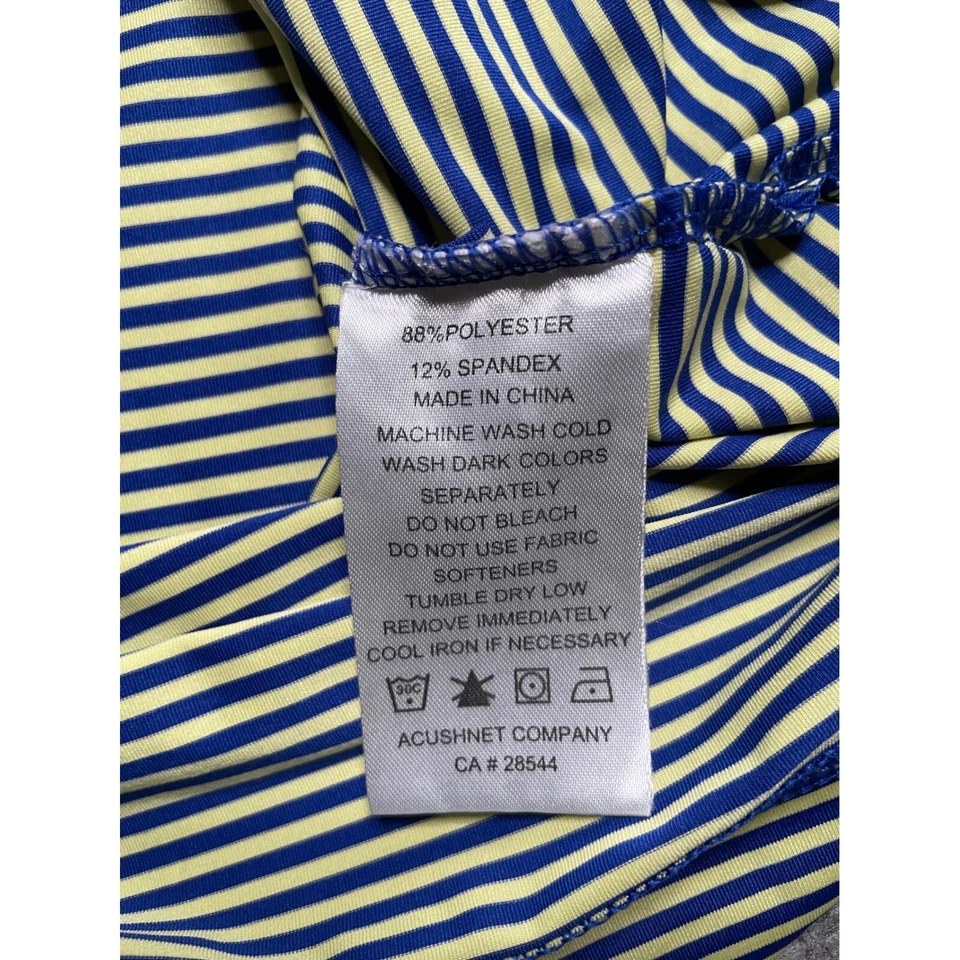 88%POLYESTER
12% SPANDEX
MADE IN CHINA
MACHINE WASH COLD
WASH DARK COLORS
SEPARATELY
DO NOT BLEACH
DO NOT USE FABRIC
SOFTENERS
TUMBLE DRY LOW
REMOVE IMMEDIATELY
COOL IRON IF NECESSARY
30C
ACUSHNET COMPANY
CA # 28544